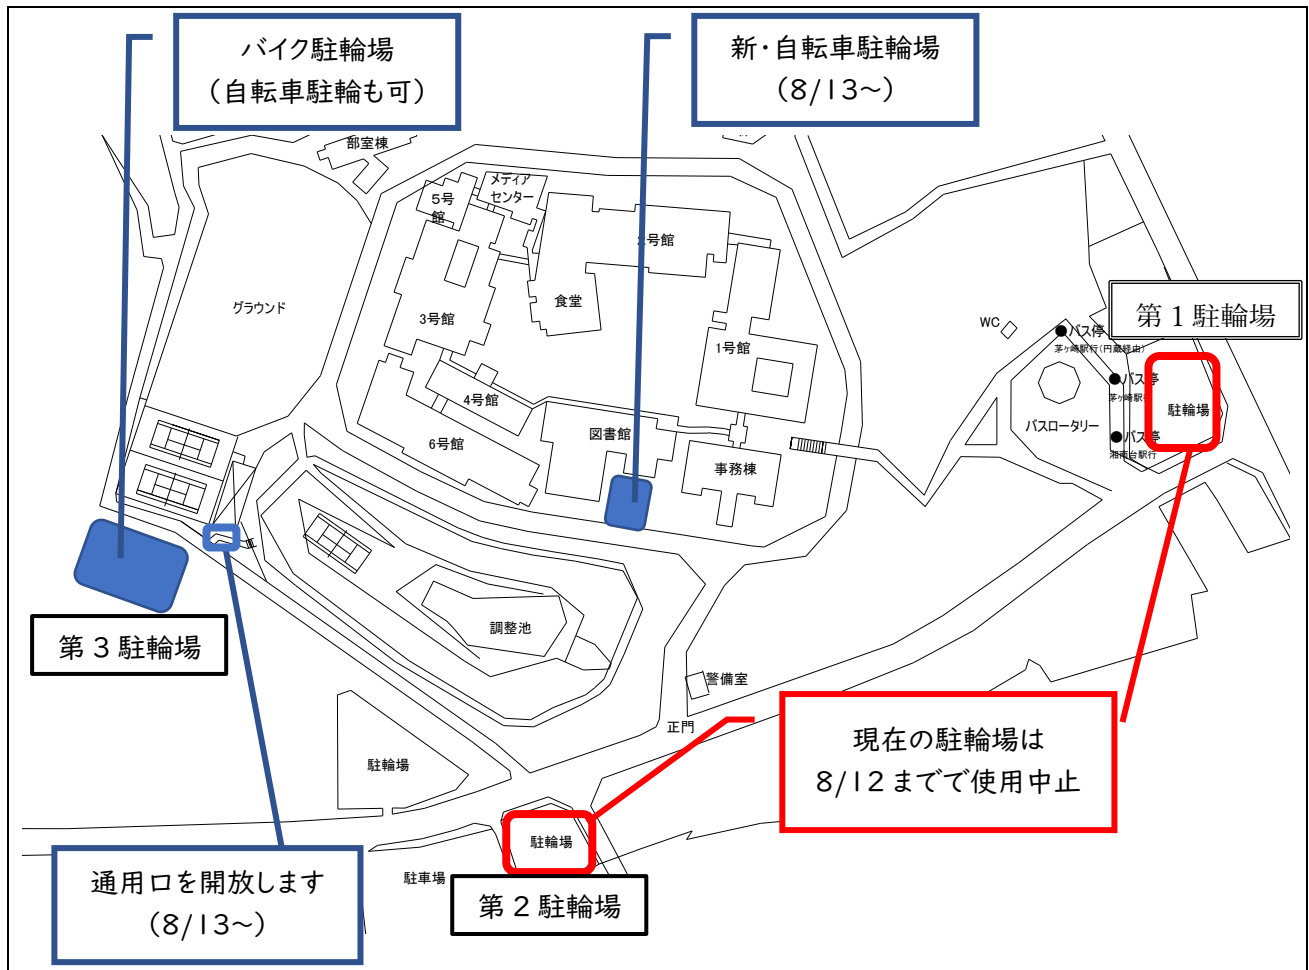 バイク駐輪場
（自転車駐輪も可）
新・自転車駐輪場
（8/13～）
部室棟
メディア
センター
5号
館
2号館
グラウンド
食堂
3号館
1号館
WC
バス停
茅ヶ崎駅行(円蔵経由)
第1駐輪場
バス停
茅ヶ崎駅行
駐輪場
4号館
バスロータリー
図書館
バス停
湘南台駅行
6号館
事務棟
第3駐輪場
調整池
警備室
正門
現在の駐輪場は
8/12までで使用中止
駐輪場
駐輪場
通用口を開放します
（8/13～）
駐車場
第2駐輪場